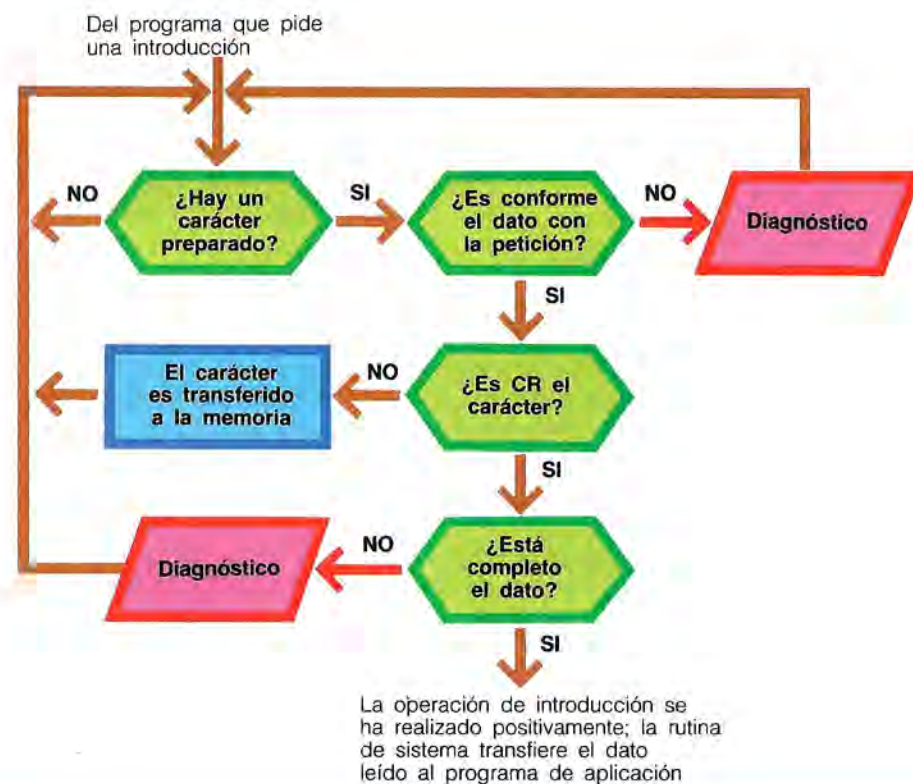 Del programa que pide
una introducción
NO
¿Hay un
carácter
preparado?
SI
¿Es conforme
el dato con
la petición?
NO
Diagnóstico
SI
El carácter
es transferido
a la memoria
NO
¿Es CR el
carácter?
SI
Diagnóstico
NO
¿Está
completo
el dato?
SI
La operación de introducción se
ha realizado positivamente; la rutina
de sistema transfiere el dato
leído al programa de aplicación